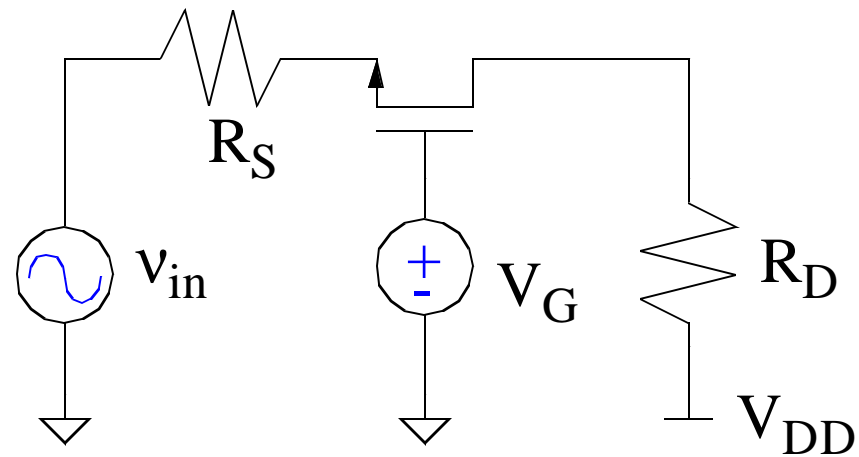 R_S
ν_in
+
-
V_G
R_D
V_DD